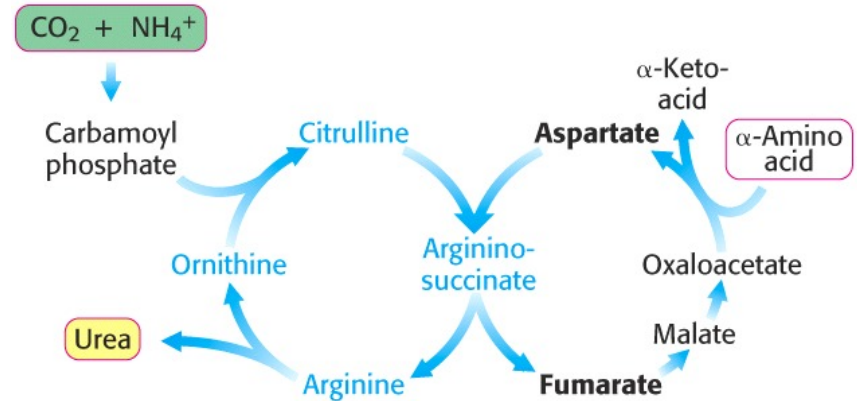 CO₂ + NH₄⁺
α-Keto-
acid
Carbamoyl
phosphate
Citrulline
Aspartate
α-Amino
acid
Ornithine
Arginino-
succinate
Oxaloacetate
Urea
Malate
Arginine
Fumarate